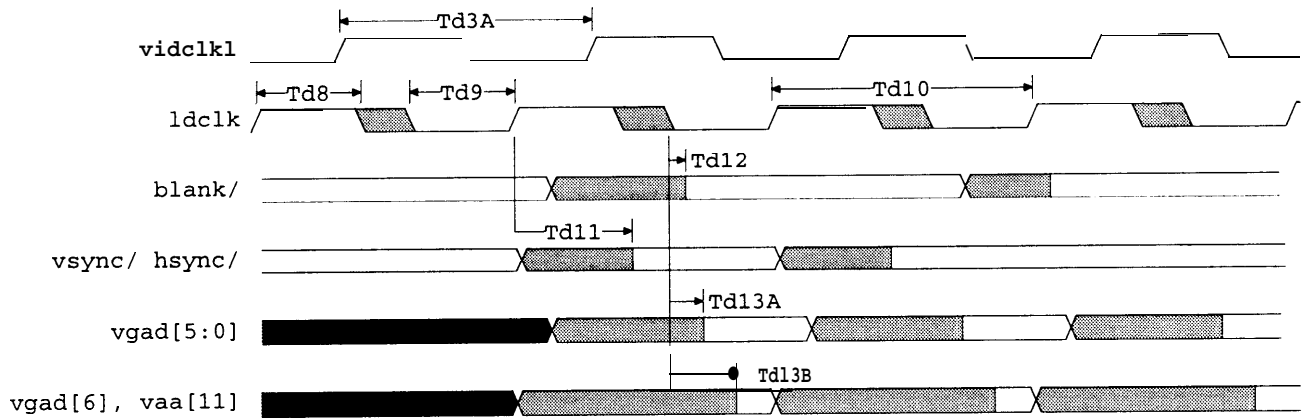 Td3A
vidclkl
Td8 Td9 Td10
ldclk
Td12
blank/
Td11
vsync/ hsync/
Td13A
vgad[5:0]
Td13B
vgad[6], vaa[11]